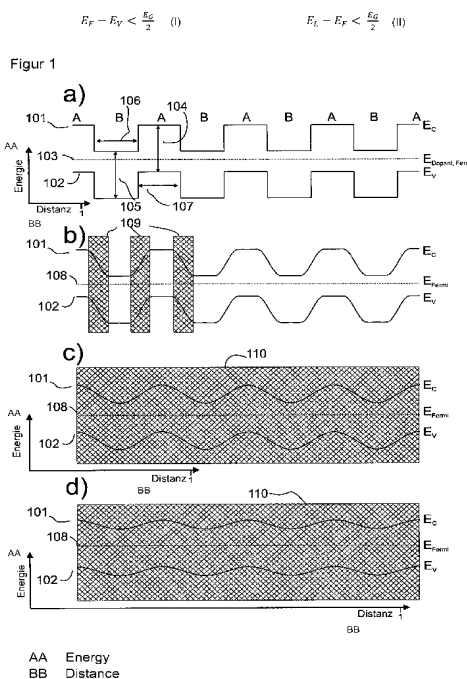 E_F − E_V < E_G/2 (I) E_L − E_F < E_G/2 (II)
Figur 1
a)
106 104
101 A B A B A B A B A E_C
AA
103 E_Dopant, Fermi
Energie
102 E_V
Distanz 1 105 107
BB 109
b)
101 E_C
108 E_Fermi
102 E_V
c) 110
101 E_C
AA
108 E_Fermi
Energie
102 E_V
BB 1
d) 110
101 E_C
AA
108 E_Fermi
Energie
102 E_V
Distanz 1
BB
AA Energy
BB Distance